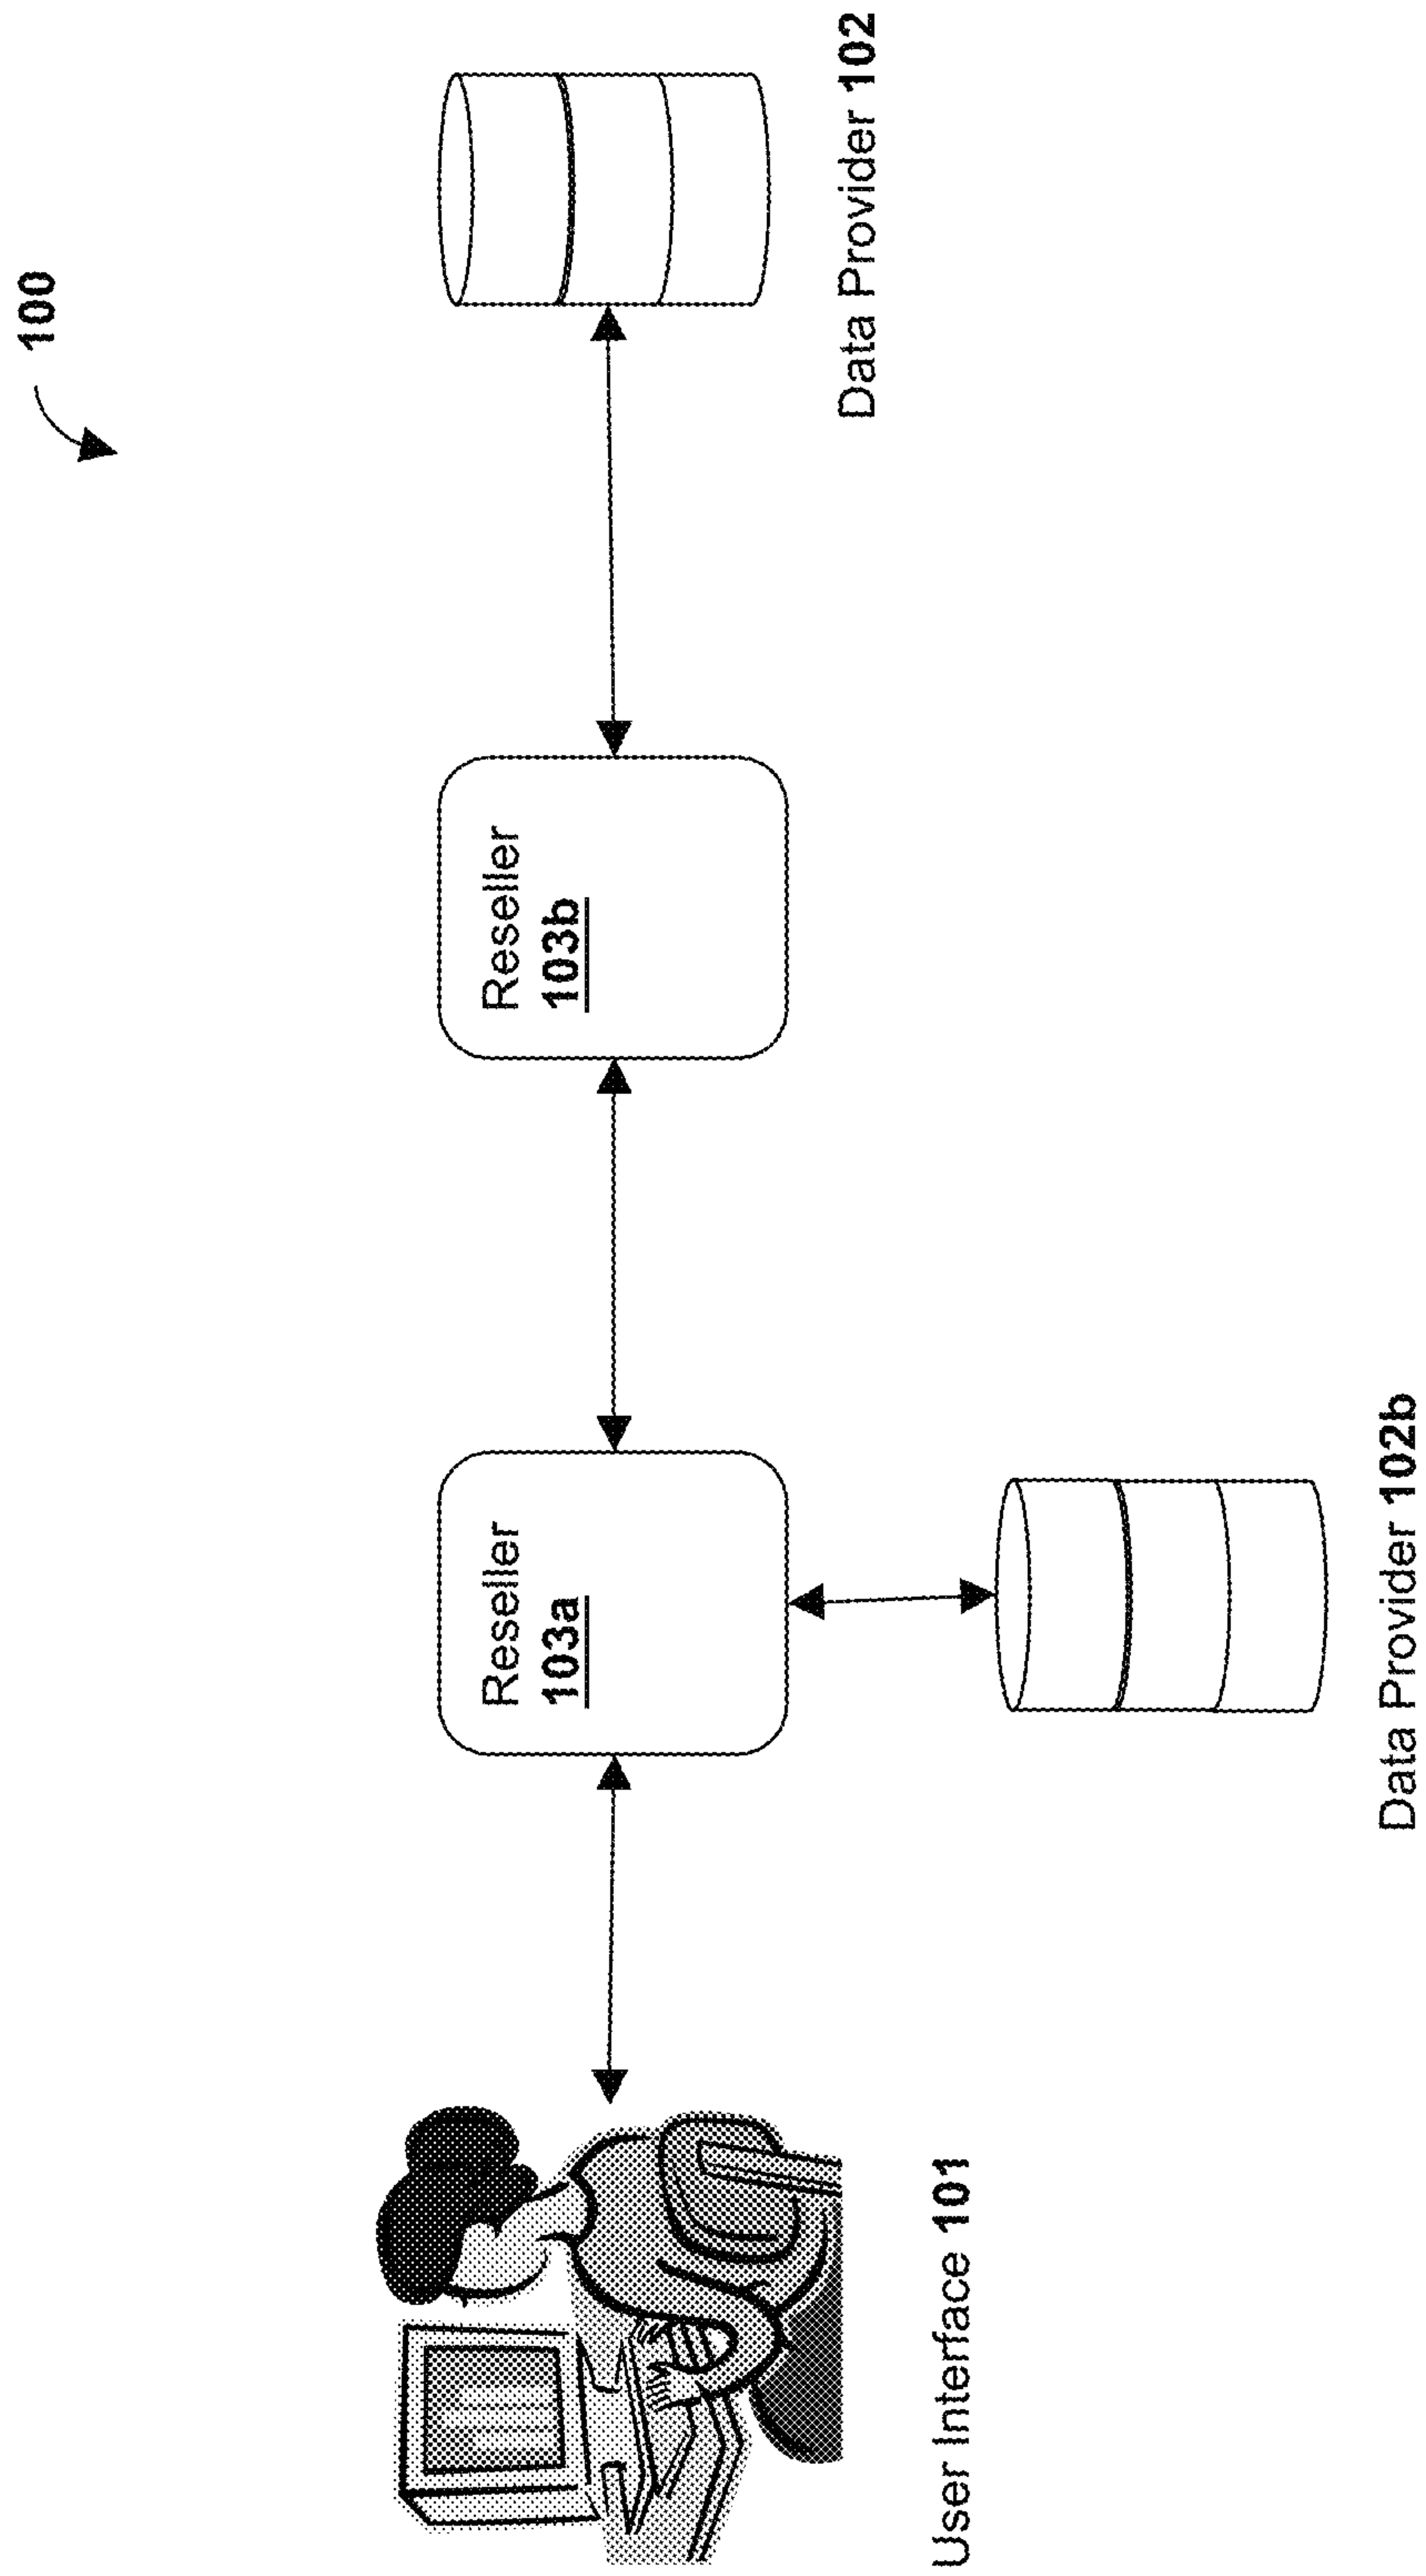 100
Reseller
103a
Reseller
103b
Data Provider 102
User Interface 101
Data Provider 102b